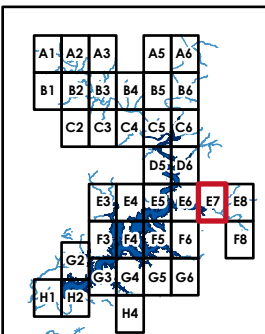 A1 A2 A3 A5 A6
B1 B2 B3 B4 B5 B6
C2 C3 C4 C5 C6
D5 D6
E3 E4 E5 E6 E7 E8
F3 F4 F5 F6 F8
G2 G3 G4 G5 G6
H1 H2 H4